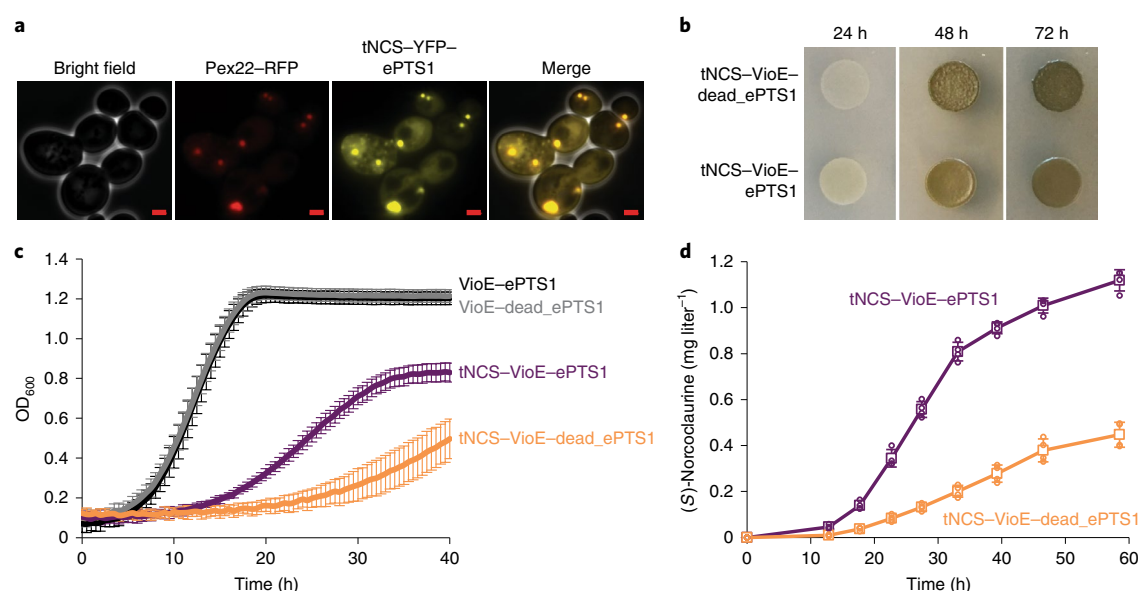 a
Bright field
Pex22–RFP
tNCS–YFP–
ePTS1
Merge
b
24 h
48 h
72 h
tNCS–VioE–
dead_ePTS1
tNCS–VioE–
ePTS1
c
1.4
1.2
1.0
0.8
0.6
0.4
0.2
0
OD600
0
10
20
30
40
Time (h)
VioE–ePTS1
VioE–dead_ePTS1
tNCS–VioE–ePTS1
tNCS–VioE–dead_ePTS1
d
1.2
1.0
0.8
0.6
0.4
0.2
0
(S)-Norcoclaurine (mg liter−1)
0
10
20
30
40
50
60
Time (h)
tNCS–VioE–ePTS1
tNCS–VioE–dead_ePTS1